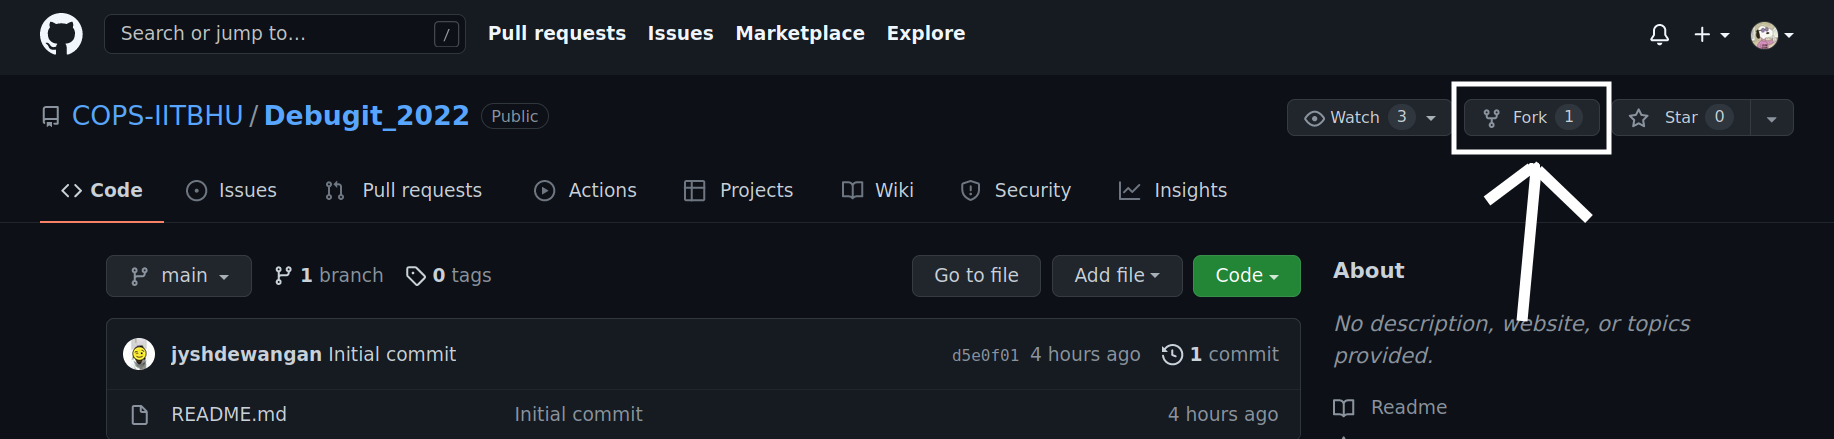 Search or jump to... / Pull requests Issues Marketplace Explore
COPS-IITBHU / Debugit_2022 Public Watch 3 Fork 1 Star 0
Code Issues Pull requests Actions Projects Wiki Security Insights
main 1 branch 0 tags Go to file Add file Code About
No description, website, or topics
provided.
jyshdewangan Initial commit d5e0f01 4 hours ago 1 commit
README.md Initial commit 4 hours ago Readme